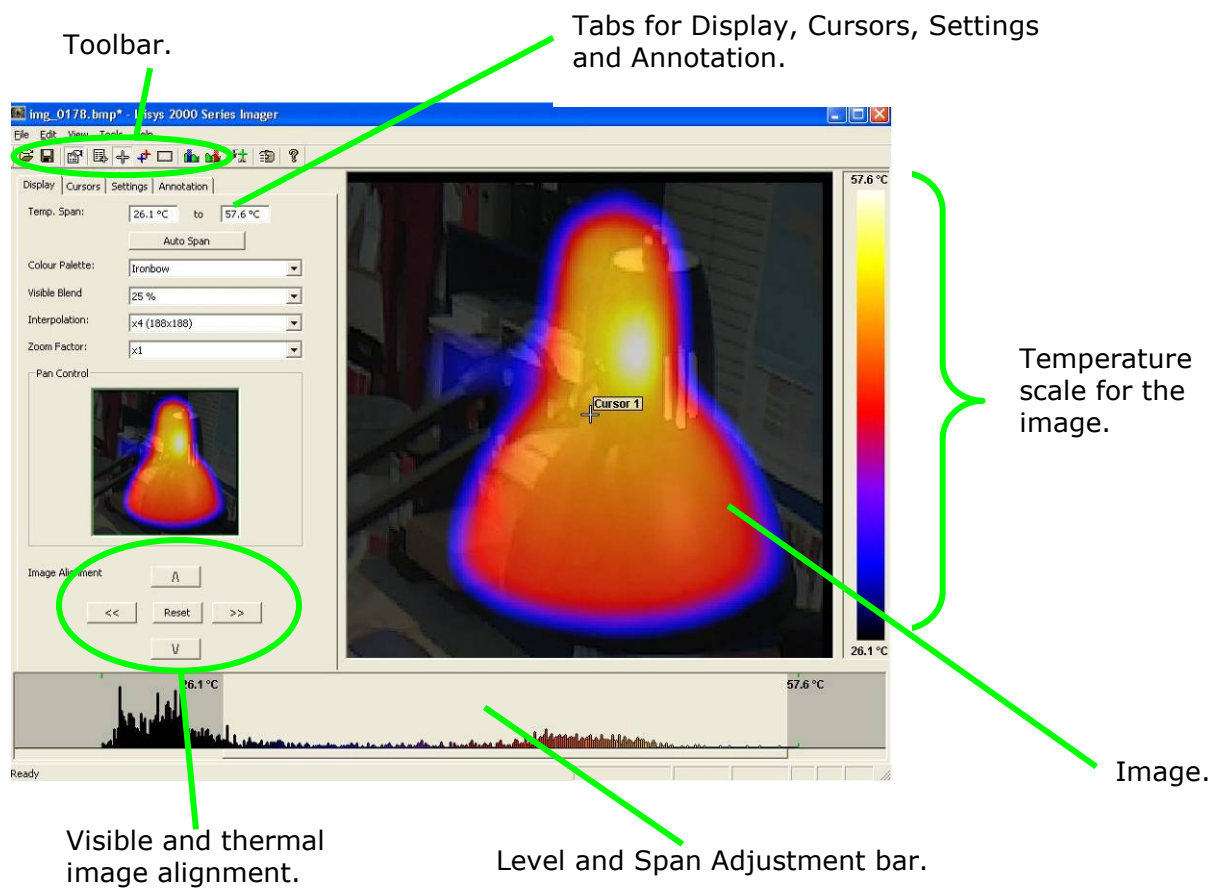 Toolbar.
Tabs for Display, Cursors, Settings
and Annotation.
img_0178.bmp* - Irisys 2000 Series Imager
File Edit View Tools Help
Display Cursors Settings Annotation
Temp. Span: 26.1 °C to 57.6 °C
Auto Span
Colour Palette: Ironbow
Visible Blend 25 %
Interpolation: x4 (188x188)
Zoom Factor: x1
Pan Control
Image Alignment
/\
<< Reset >>
\/
Cursor 1
57.6 °C
26.1 °C
Temperature
scale for the
image.
26.1 °C 57.6 °C
Ready
Image.
Visible and thermal
image alignment.
Level and Span Adjustment bar.